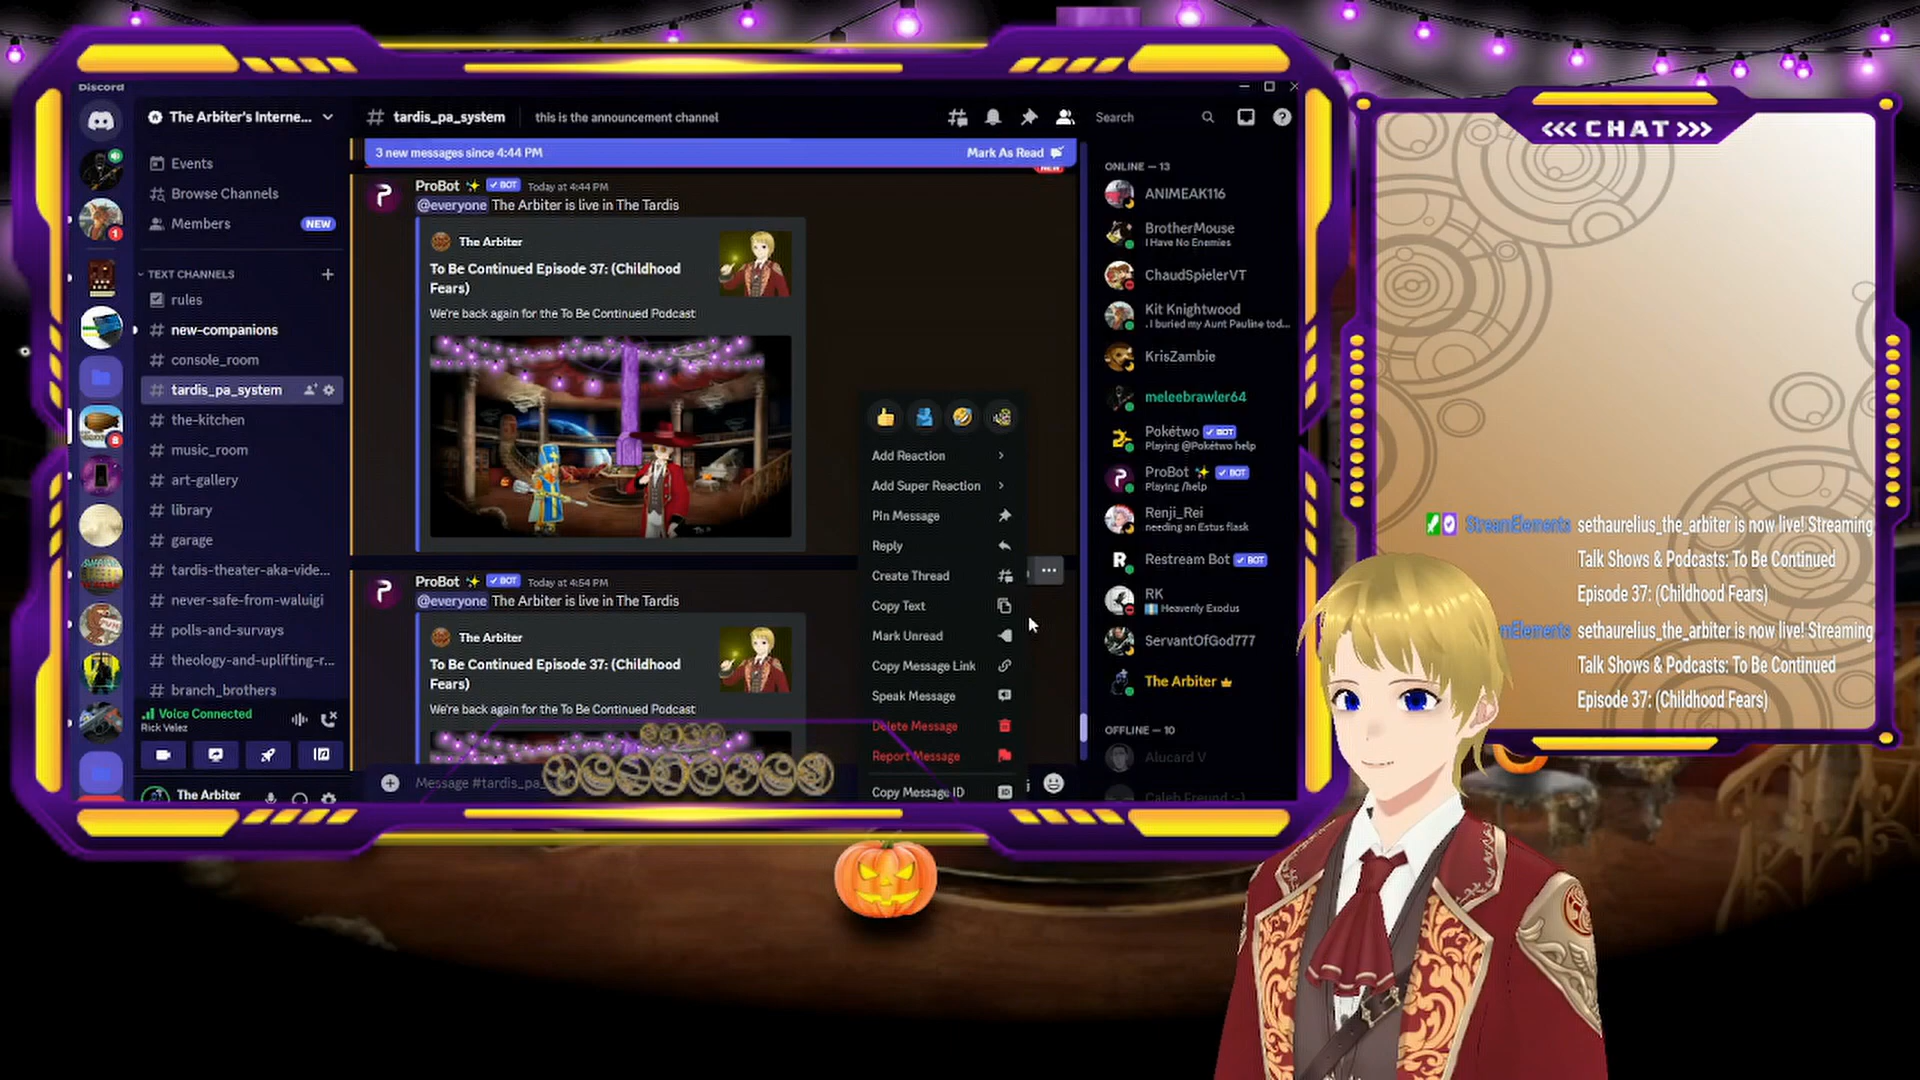 Discord
The Arbiter's Interne...
Events
Browse Channels
Members NEW
TEXT CHANNELS
rules
new-companions
console_room
tardis_pa_system
the-kitchen
music_room
art-gallery
library
garage
tardis-theater-aka-vide...
never-safe-from-waluigi
polls-and-survays
theology-and-uplifting-r...
branch_brothers
Voice Connected
Rick Velez
The Arbiter
1
8
tardis_pa_system this is the announcement channel
Search
3 new messages since 4:44 PM Mark As Read
NEW
ProBot BOT Today at 4:44 PM
@everyone The Arbiter is live in The Tardis
The Arbiter
To Be Continued Episode 37: (Childhood
Fears)
We're back again for the To Be Continued Podcast
ProBot BOT Today at 4:54 PM
@everyone The Arbiter is live in The Tardis
The Arbiter
To Be Continued Episode 37: (Childhood
Fears)
We're back again for the To Be Continued Podcast
Message #tardis_pa_
Add Reaction
Add Super Reaction
Pin Message
Reply
Create Thread
Copy Text
Mark Unread
Copy Message Link
Speak Message
Delete Message
Report Message
Copy Message ID
ID
ONLINE — 13
ANIMEAK116
BrotherMouse
I Have No Enemies
ChaudSpielerVT
Kit Knightwood
. I buried my Aunt Pauline tod...
KrisZambie
meleebrawler64
Pokétwo BOT
Playing @Pokétwo help
ProBot BOT
Playing /help
Renji_Rei
needing an Estus flask
Restream Bot BOT
RK
Heavenly Exodus
ServantOfGod777
The Arbiter
OFFLINE — 10
Alucard V
Caleb Freund :-)
<<< CHAT >>>
StreamElements sethaurelius_the_arbiter is now live! Streaming
Talk Shows & Podcasts: To Be Continued
Episode 37: (Childhood Fears)
mElements sethaurelius_the_arbiter is now live! Streaming
Talk Shows & Podcasts: To Be Continued
Episode 37: (Childhood Fears)